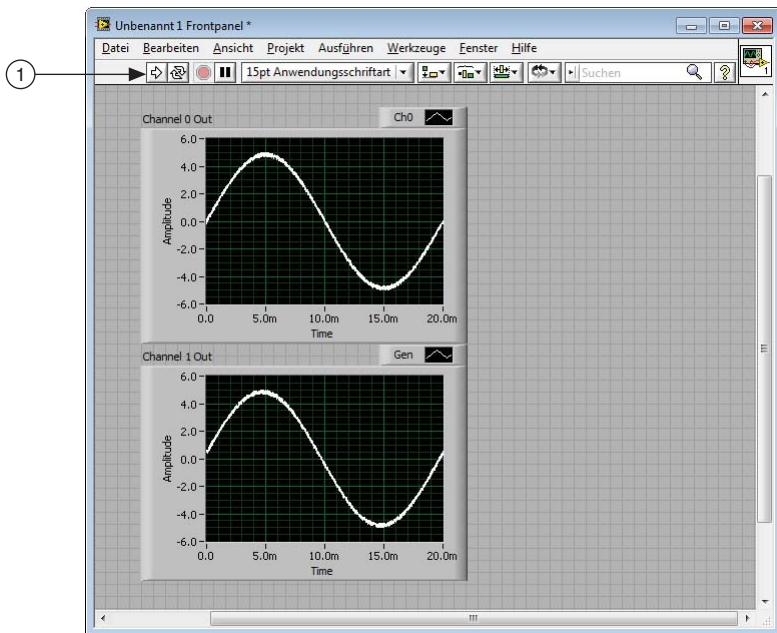 Unbenannt 1 Frontpanel *
Datei Bearbeiten Ansicht Projekt Ausführen Werkzeuge Fenster Hilfe
1
15pt Anwendungsschriftart Suchen ? 1
Channel 0 Out Ch0
6.0
4.0
2.0
0.0
-2.0
-4.0
-6.0
Amplitude
0.0 5.0m 10.0m 15.0m 20.0m
Time
Channel 1 Out Gen
6.0
4.0
2.0
0.0
-2.0
-4.0
-6.0
Amplitude
0.0 5.0m 10.0m 15.0m 20.0m
Time